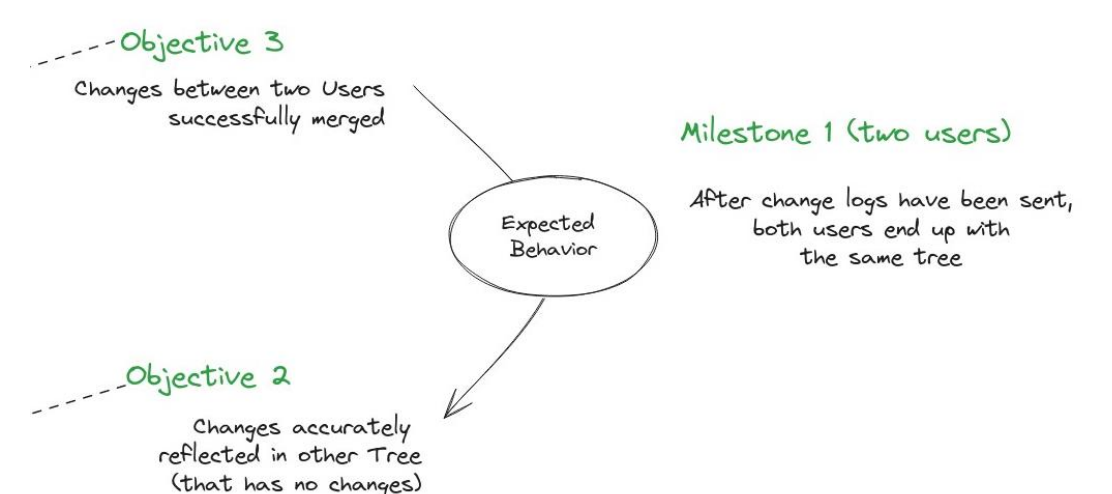 Objective 3
Changes between two Users
successfully merged
Milestone 1 (two users)
After change logs have been sent,
both users end up with
the same tree
Expected
Behavior
Objective 2
Changes accurately
reflected in other Tree
(that has no changes)